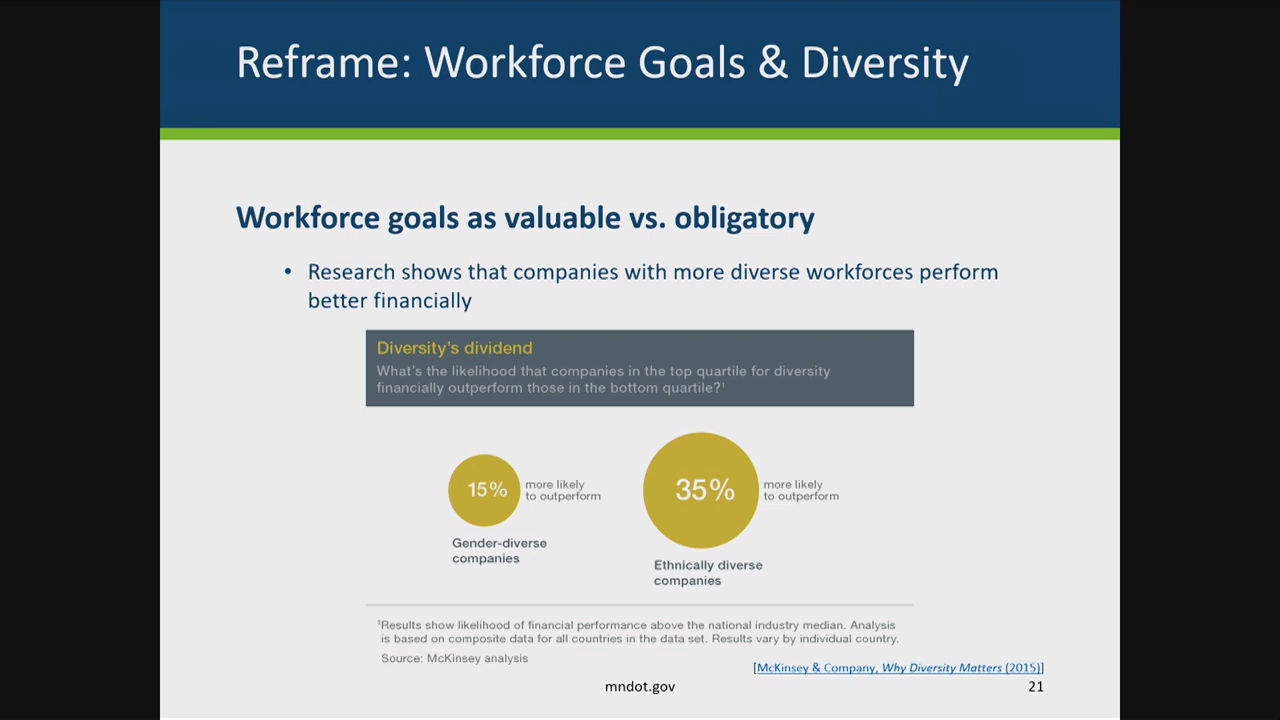 Reframe: Workforce Goals & Diversity
Workforce goals as valuable vs. obligatory
• Research shows that companies with more diverse workforces perform
better financially
Diversity's dividend
What's the likelihood that companies in the top quartile for diversity
financially outperform those in the bottom quartile?¹
15%
more likely
to outperform
Gender-diverse
companies
35%
more likely
to outperform
Ethnically diverse
companies
¹Results show likelihood of financial performance above the national industry median. Analysis
is based on composite data for all countries in the data set. Results vary by individual country.
Source: McKinsey analysis
[McKinsey & Company, Why Diversity Matters (2015)]
mndot.gov
21